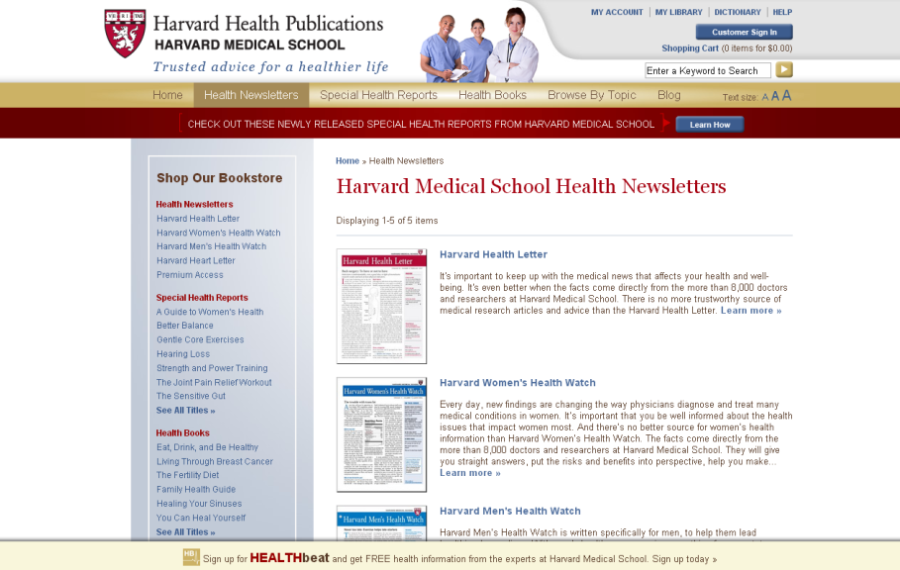 Harvard Health Publications
HARVARD MEDICAL SCHOOL
Trusted advice for a healthier life
MY ACCOUNT | MY LIBRARY | DICTIONARY | HELP
Customer Sign In
Shopping Cart (0 items for $0.00)
Enter a Keyword to Search
Home Health Newsletters Special Health Reports Health Books Browse By Topic Blog Text size: A A A
CHECK OUT THESE NEWLY RELEASED SPECIAL HEALTH REPORTS FROM HARVARD MEDICAL SCHOOL Learn How
Shop Our Bookstore
Health Newsletters
Harvard Health Letter
Harvard Women's Health Watch
Harvard Men's Health Watch
Harvard Heart Letter
Premium Access
Special Health Reports
A Guide to Women's Health
Better Balance
Gentle Core Exercises
Hearing Loss
Strength and Power Training
The Joint Pain Relief Workout
The Sensitive Gut
See All Titles »
Health Books
Eat, Drink, and Be Healthy
Living Through Breast Cancer
The Fertility Diet
Family Health Guide
Healing Your Sinuses
You Can Heal Yourself
See All Titles »
Home » Health Newsletters
Harvard Medical School Health Newsletters
Displaying 1-5 of 5 items
Harvard Health Letter
Harvard Health Letter
It's important to keep up with the medical news that affects your health and well-
being. It's even better when the facts come directly from the more than 8,000 doctors
and researchers at Harvard Medical School. There is no more trustworthy source of
medical research articles and advice than the Harvard Health Letter. Learn more »
Harvard Women's Health Watch
Harvard Women's Health Watch
Every day, new findings are changing the way physicians diagnose and treat many
medical conditions in women. It's important that you be well informed about the health
issues that impact women most. And there's no better source for women's health
information than Harvard Women's Health Watch. The facts come directly from the
more than 8,000 doctors and researchers at Harvard Medical School. They will give
you straight answers, put the risks and benefits into perspective, help you make...
Learn more »
Harvard Men's Health Watch
Harvard Men's Health Watch
Harvard Men's Health Watch is written specifically for men, to help them lead
Sign up for HEALTHbeat and get FREE health information from the experts at Harvard Medical School. Sign up today »